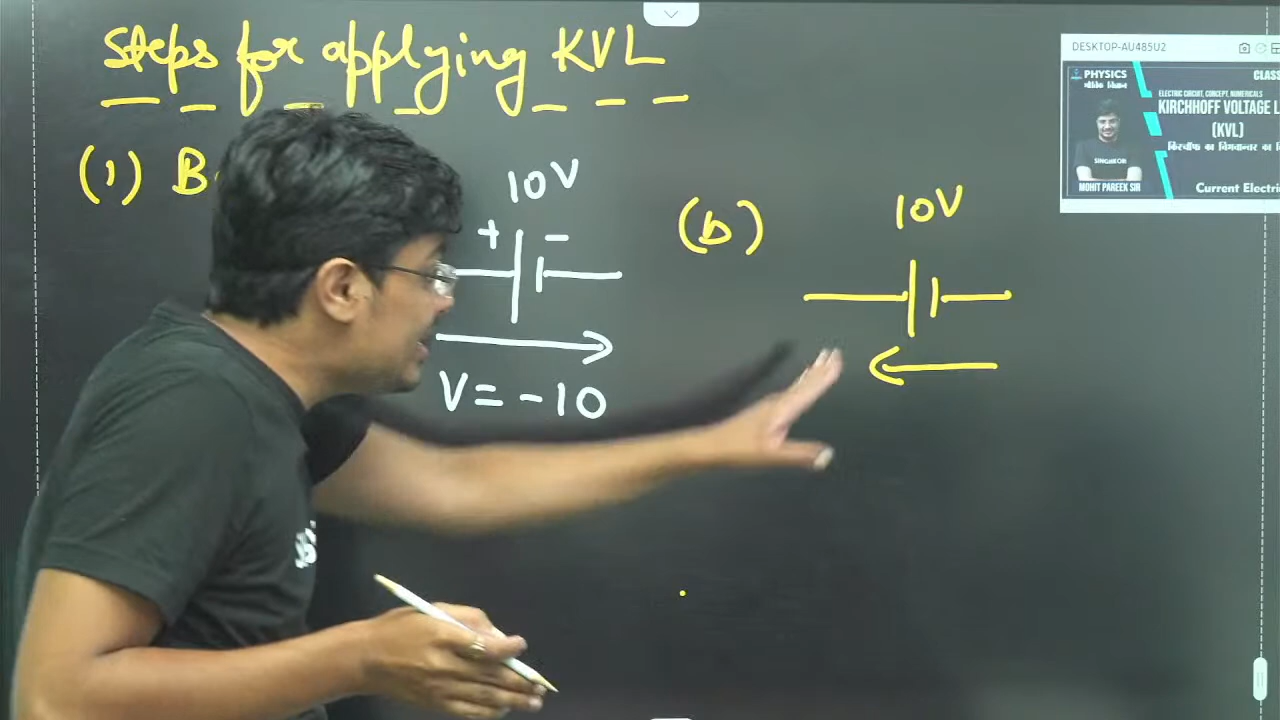 Steps for applying KVL
(1) B
10V
+ -
V = -10
(b)
10V
DESKTOP-AU485U2
PHYSICS
भौतिक विज्ञान
CLASS
ELECTRIC CIRCUIT, CONCEPT, NUMERICALS
KIRCHHOFF VOLTAGE L
(KVL)
SINGHDOR
MOHIT PAREEK SIR
Current Electri